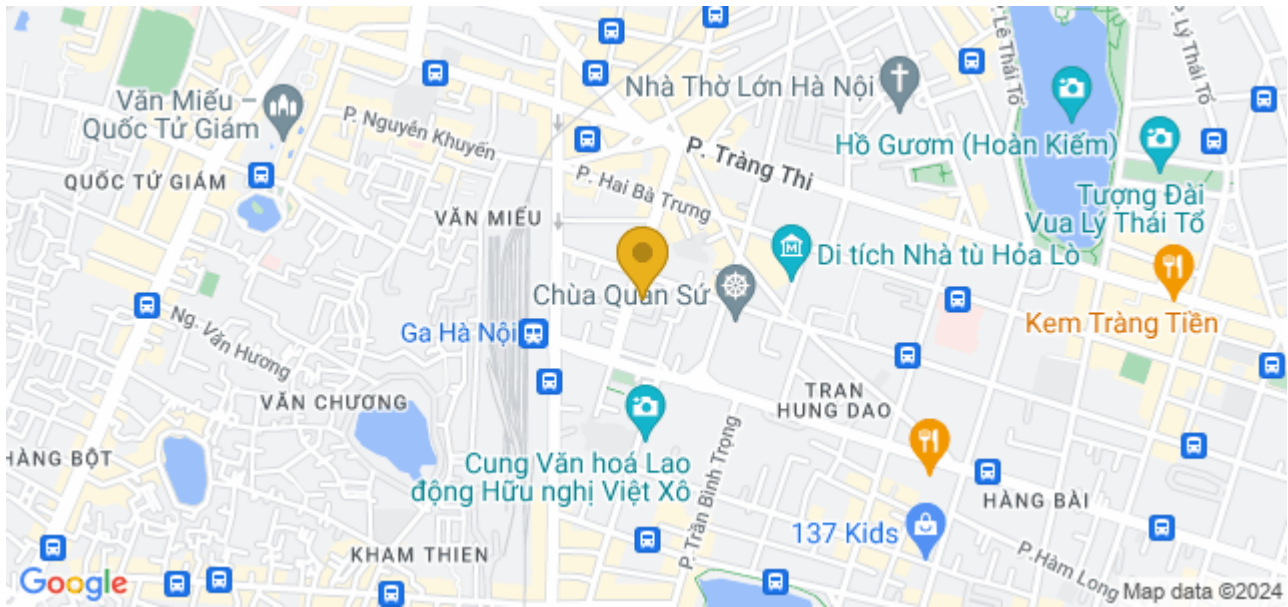 P. Lê Thái Tổ
P. Lý Thái Tổ
Nhà Thờ Lớn Hà Nội
Văn Miếu –
Quốc Tử Giám
P. Nguyễn Khuyến
P. Tràng Thi
Hồ Gươm (Hoàn Kiếm)
QUỐC TỬ GIÁM
P. Hai Bà Trưng
Tượng Đài
Vua Lý Thái Tổ
VĂN MIẾU
Di tích Nhà tù Hỏa Lò
Chùa Quán Sứ
Ng. Văn Hương
Ga Hà Nội
Kem Tràng Tiền
TRAN
HUNG DAO
VĂN CHƯƠNG
HÀNG BỘT
Cung Văn hoá Lao
động Hữu nghị Việt Xô
P. Trần Bình Trọng
HÀNG BÀI
137 Kids
KHAM THIEN
P. Hàm Long
Google
Map data ©2024